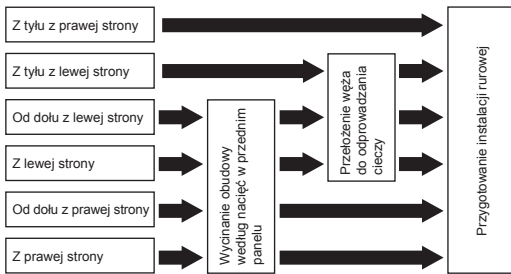 Z tyłu z prawej strony
Z tyłu z lewej strony
Od dołu z lewej strony
Z lewej strony
Od dołu z prawej strony
Z prawej strony
Wycinanie obudowy
według nacięć w przednim
panelu
Przełożenie węża
do odprowadzania
cieczy
Przygotowanie instalacji rurowej